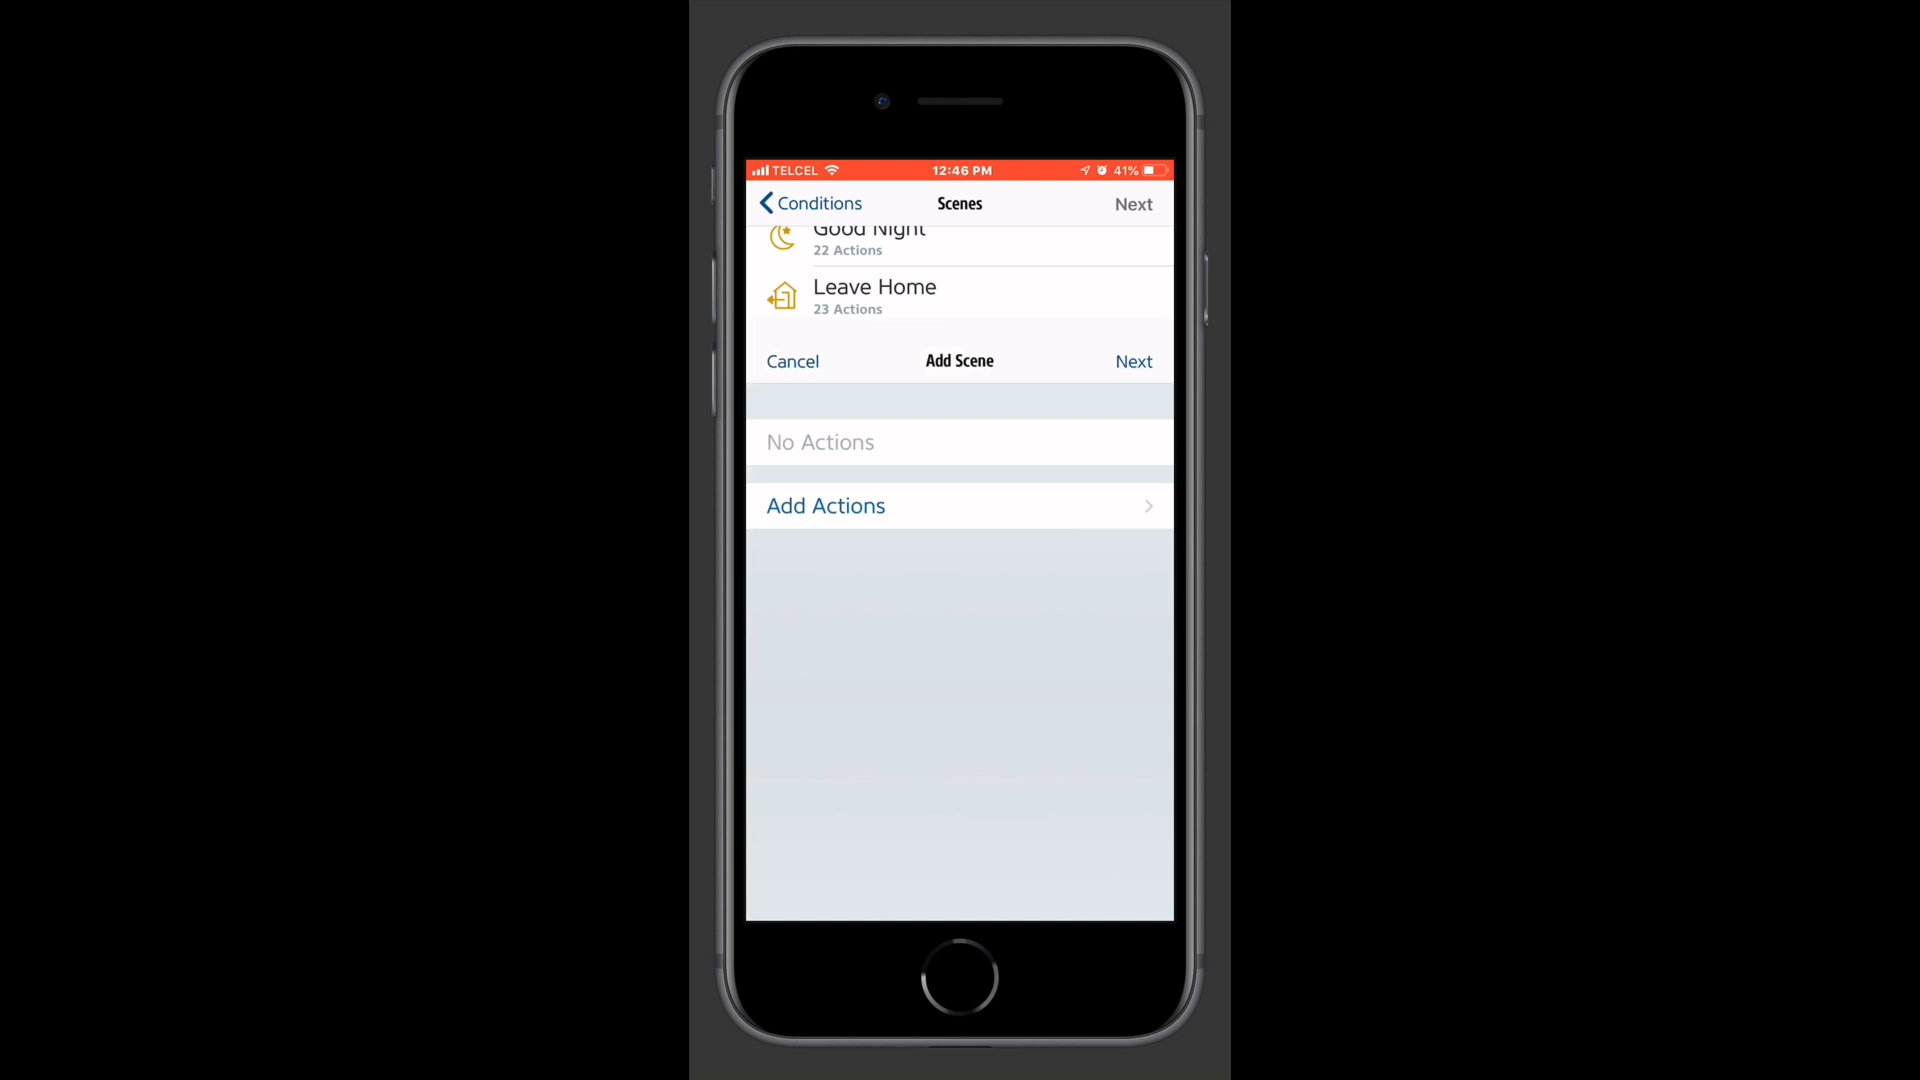 TELCEL 12:46 PM 41%
Conditions Scenes Next
Good Night
22 Actions
Leave Home
23 Actions
Cancel Add Scene Next
No Actions
Add Actions